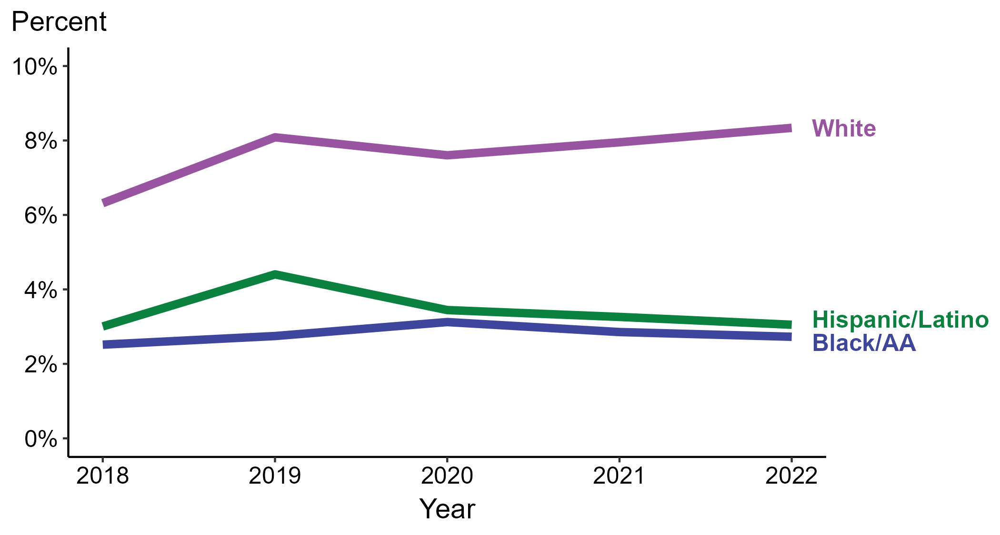 Percent
10%
8%
6%
4%
2%
0%
White
Hispanic/Latino
Black/AA
2018 2019 2020 2021 2022
Year